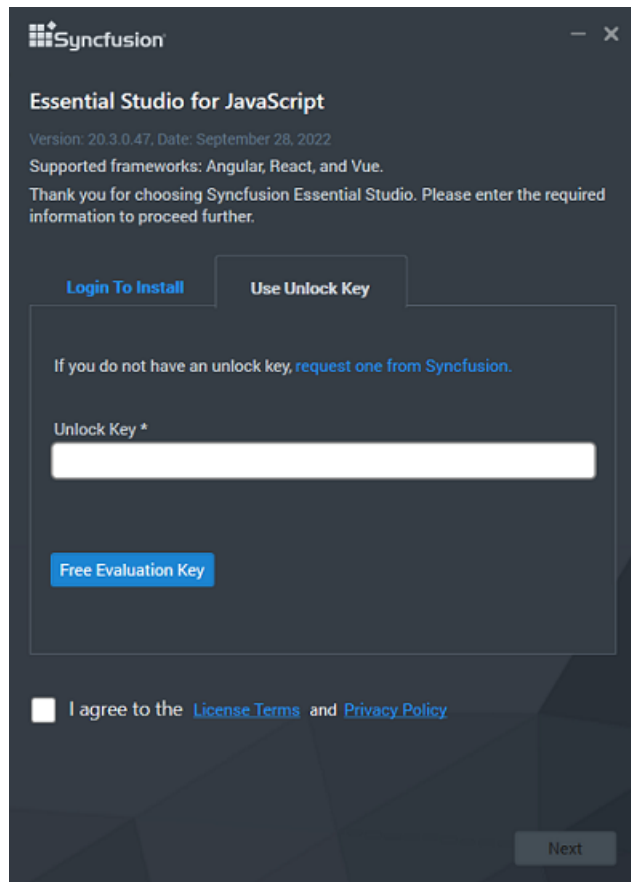 Syncfusion
Essential Studio for JavaScript
Version: 20.3.0.47, Date: September 28, 2022
Supported frameworks: Angular, React, and Vue.
Thank you for choosing Syncfusion Essential Studio. Please enter the required
information to proceed further.
Login To Install
Use Unlock Key
If you do not have an unlock key, request one from Syncfusion.
Unlock Key *
Free Evaluation Key
I agree to the License Terms and Privacy Policy
Next